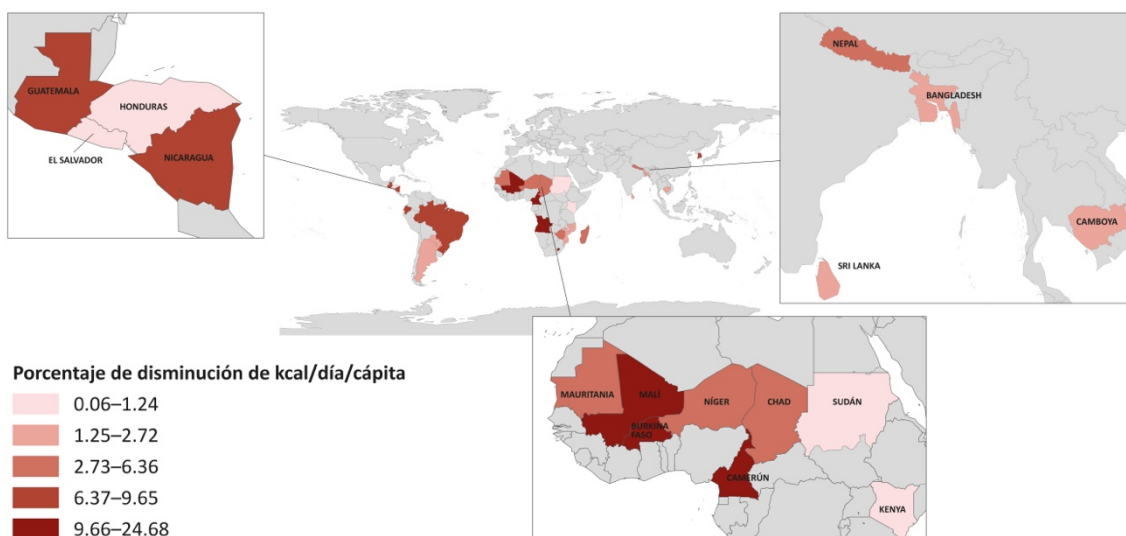 GUATEMALA
HONDURAS
EL SALVADOR
NICARAGUA
NEPAL
BANGLADESH
CAMBOYA
SRI LANKA
MAURITANIA
MALÍ
NÍGER
CHAD
SUDÁN
BURKINA
FASO
CAMERÚN
KENYA
Porcentaje de disminución de kcal/día/cápita
0.06–1.24
1.25–2.72
2.73–6.36
6.37–9.65
9.66–24.68